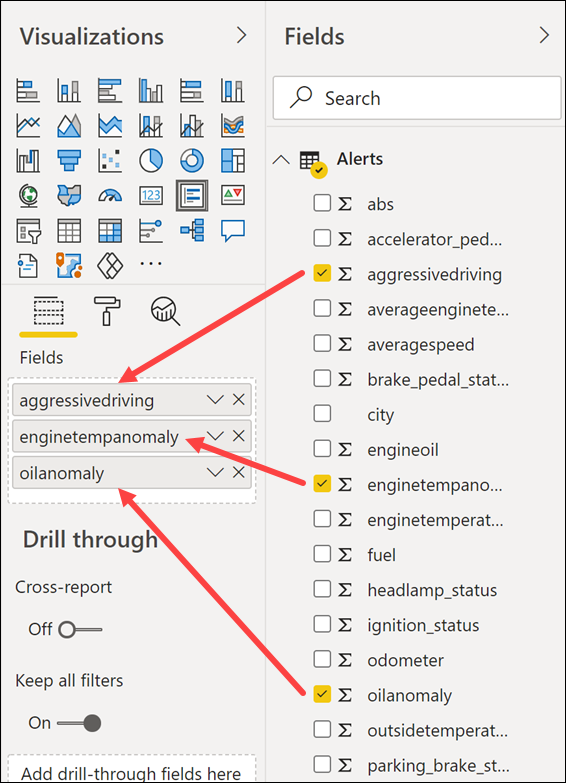 Visualizations
123
Fields
aggressivedriving
enginetempanomaly
oilanomaly
Drill through
Cross-report
Off
Keep all filters
On
Add drill-through fields here
Fields
Search
Alerts
Σ abs
Σ accelerator_ped...
Σ aggressivedriving
Σ averageenginete...
Σ averagespeed
Σ brake_pedal_stat...
city
Σ engineoil
Σ enginetempano...
Σ enginetemperat...
Σ fuel
Σ headlamp_status
Σ ignition_status
Σ odometer
Σ oilanomaly
Σ outsidetemperat...
Σ parking_brake_st...